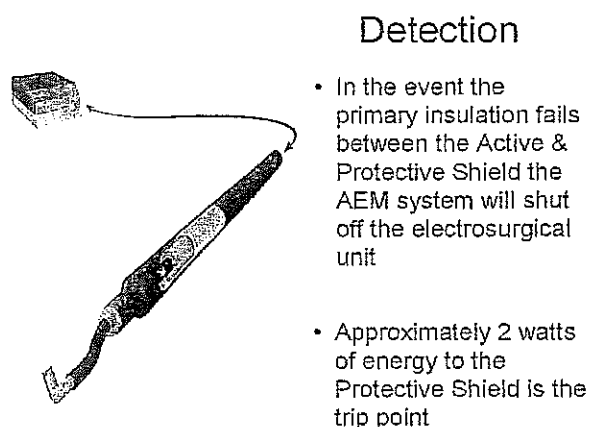 Detection
• In the event the
primary insulation fails
between the Active &
Protective Shield the
AEM system will shut
off the electrosurgical
unit
• Approximately 2 watts
of energy to the
Protective Shield is the
trip point